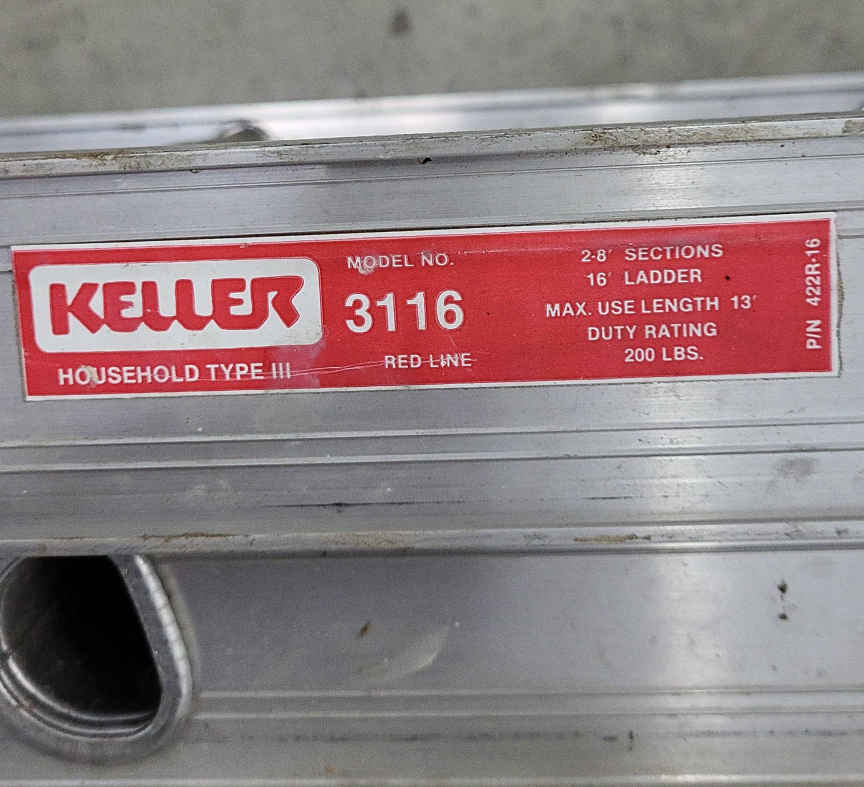 KELLER
HOUSEHOLD TYPE III
MODEL NO.
3116
RED LINE
2-8' SECTIONS
16' LADDER
MAX. USE LENGTH 13'
DUTY RATING
200 LBS.
P/N 422R-16